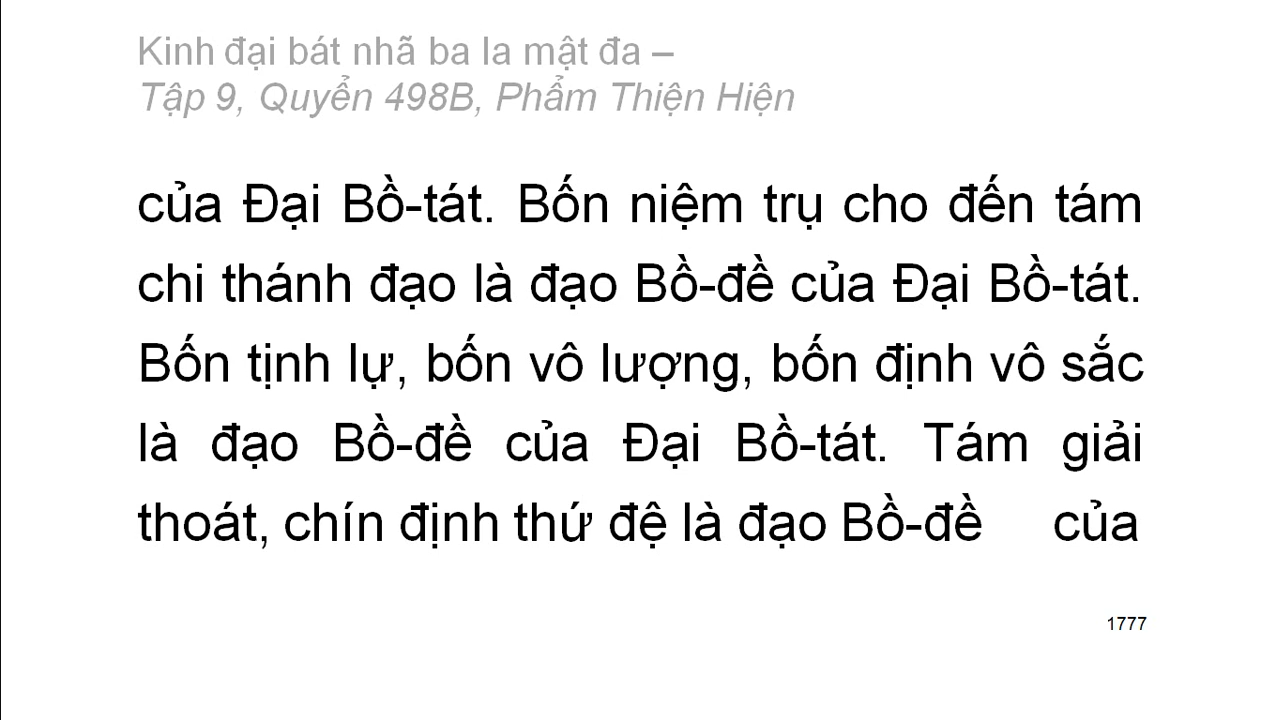 Kinh đại bát nhã ba la mật đa –
Tập 9, Quyển 498B, Phẩm Thiện Hiện
của Đại Bồ-tát. Bốn niệm trụ cho đến tám
chi thánh đạo là đạo Bồ-đề của Đại Bồ-tát.
Bốn tịnh lự, bốn vô lượng, bốn định vô sắc
là đạo Bồ-đề của Đại Bồ-tát. Tám giải
thoát, chín định thứ đệ là đạo Bồ-đề của
1777